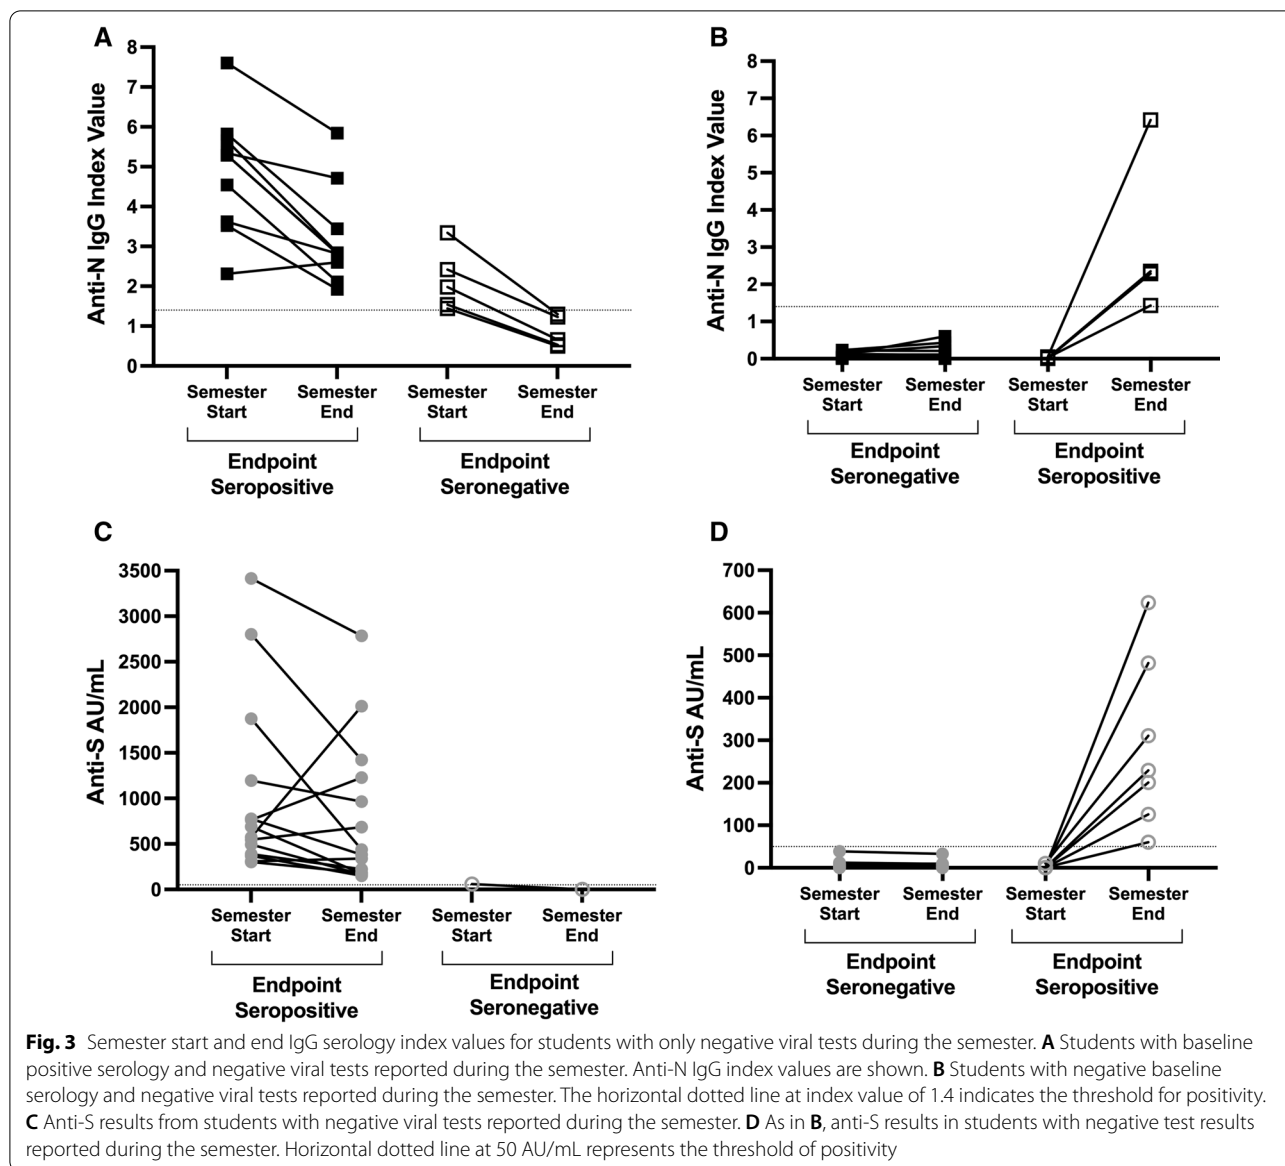 A
8
7
6
5
4
3
2
1
0
Anti-N IgG Index Value
Semester Start
Semester End
Semester Start
Semester End
Endpoint Seropositive
Endpoint Seronegative
B
8
7
6
5
4
3
2
1
0
Anti-N IgG Index Value
Semester Start
Semester End
Semester Start
Semester End
Endpoint Seronegative
Endpoint Seropositive
C
3500
3000
2500
2000
1500
1000
500
0
Anti-S AU/mL
Semester Start
Semester End
Semester Start
Semester End
Endpoint Seropositive
Endpoint Seronegative
D
700
600
500
400
300
200
100
0
Anti-S AU/mL
Semester Start
Semester End
Semester Start
Semester End
Endpoint Seronegative
Endpoint Seropositive
Fig. 3 Semester start and end IgG serology index values for students with only negative viral tests during the semester. A Students with baseline
positive serology and negative viral tests reported during the semester. Anti-N IgG index values are shown. B Students with negative baseline
serology and negative viral tests reported during the semester. The horizontal dotted line at index value of 1.4 indicates the threshold for positivity.
C Anti-S results from students with negative viral tests reported during the semester. D As in B, anti-S results in students with negative test results
reported during the semester. Horizontal dotted line at 50 AU/mL represents the threshold of positivity